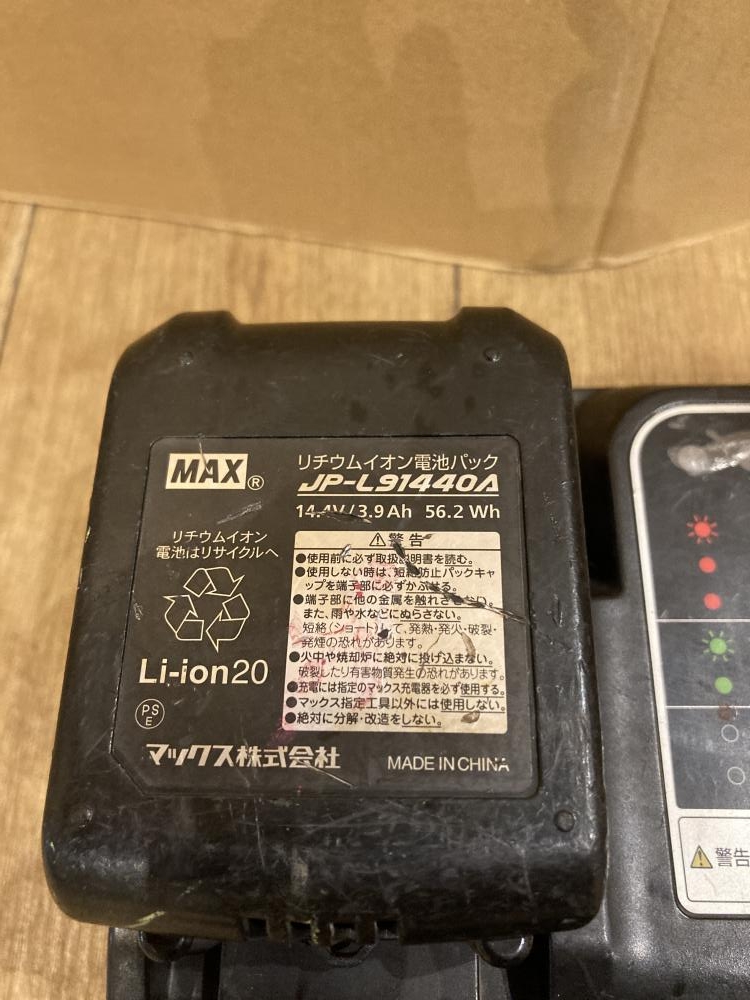 MAX®
リチウムイオン電池パック
JP-L91440A
14.4V/3.9Ah 56.2Wh
リチウムイオン
電池はリサイクルへ
Li-ion20
PS
E
⚠警告
●使用前に必ず取扱説明書を読む。
●使用しない時は、短絡防止パックキャ
ップを端子部に必ずかぶせる。
●端子部に他の金属を触れさせない。
また、雨や水などにぬらさない。
短絡(ショート)して、発熱・発火・破裂・
発煙の恐れがあります。
●火中や焼却炉に絶対に投げ込まない。
破裂したり有害物質発生の恐れがあります。
●充電には指定のマックス充電器を必ず使用する。
●マックス指定工具以外には使用しない。
●絶対に分解・改造をしない。
マックス株式会社
MADE IN CHINA
⚠警告